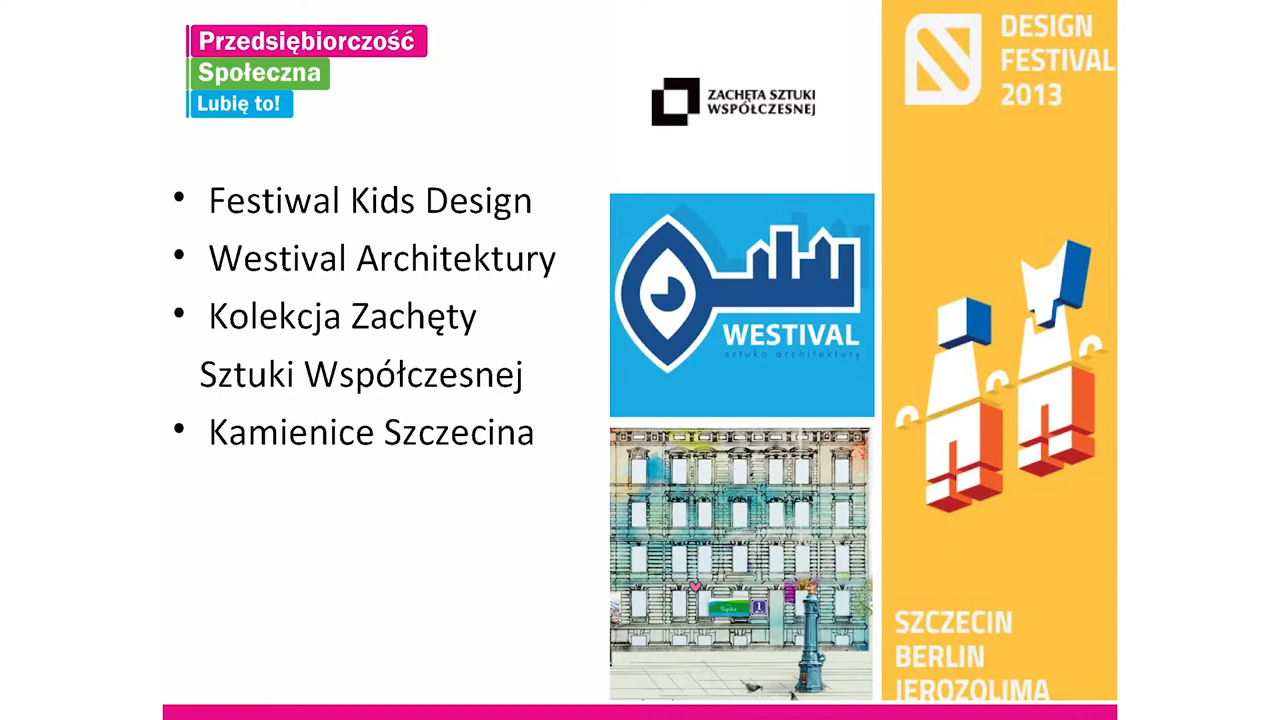 Przedsiębiorczość
Społeczna
Lubię to!
• Festiwal Kids Design
• Westival Architektury
• Kolekcja Zachęty
Sztuki Współczesnej
• Kamienice Szczecina
ZACHĘTA SZTUKI
WSPÓŁCZESNEJ
WESTIVAL
sztuka architektury
Śląska
1
DESIGN
FESTIVAL
2013
SZCZECIN
BERLIN
JEROZOLIMA